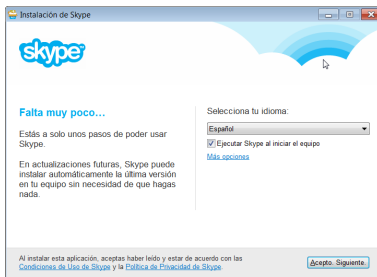 Instalación de Skype
skype
Falta muy poco...
Estás a solo unos pasos de poder usar
Skype.
En actualizaciones futuras, Skype puede
instalar automáticamente la última versión
en tu equipo sin necesidad de que hagas
nada.
Selecciona tu idioma:
Español
Ejecutar Skype al iniciar el equipo
Más opciones
Al instalar esta aplicación, aceptas haber leído y estar de
acuerdo con las
Condiciones de Uso de Skype y la Política de Privacidad
de Skype.
Acepto. Siguiente.